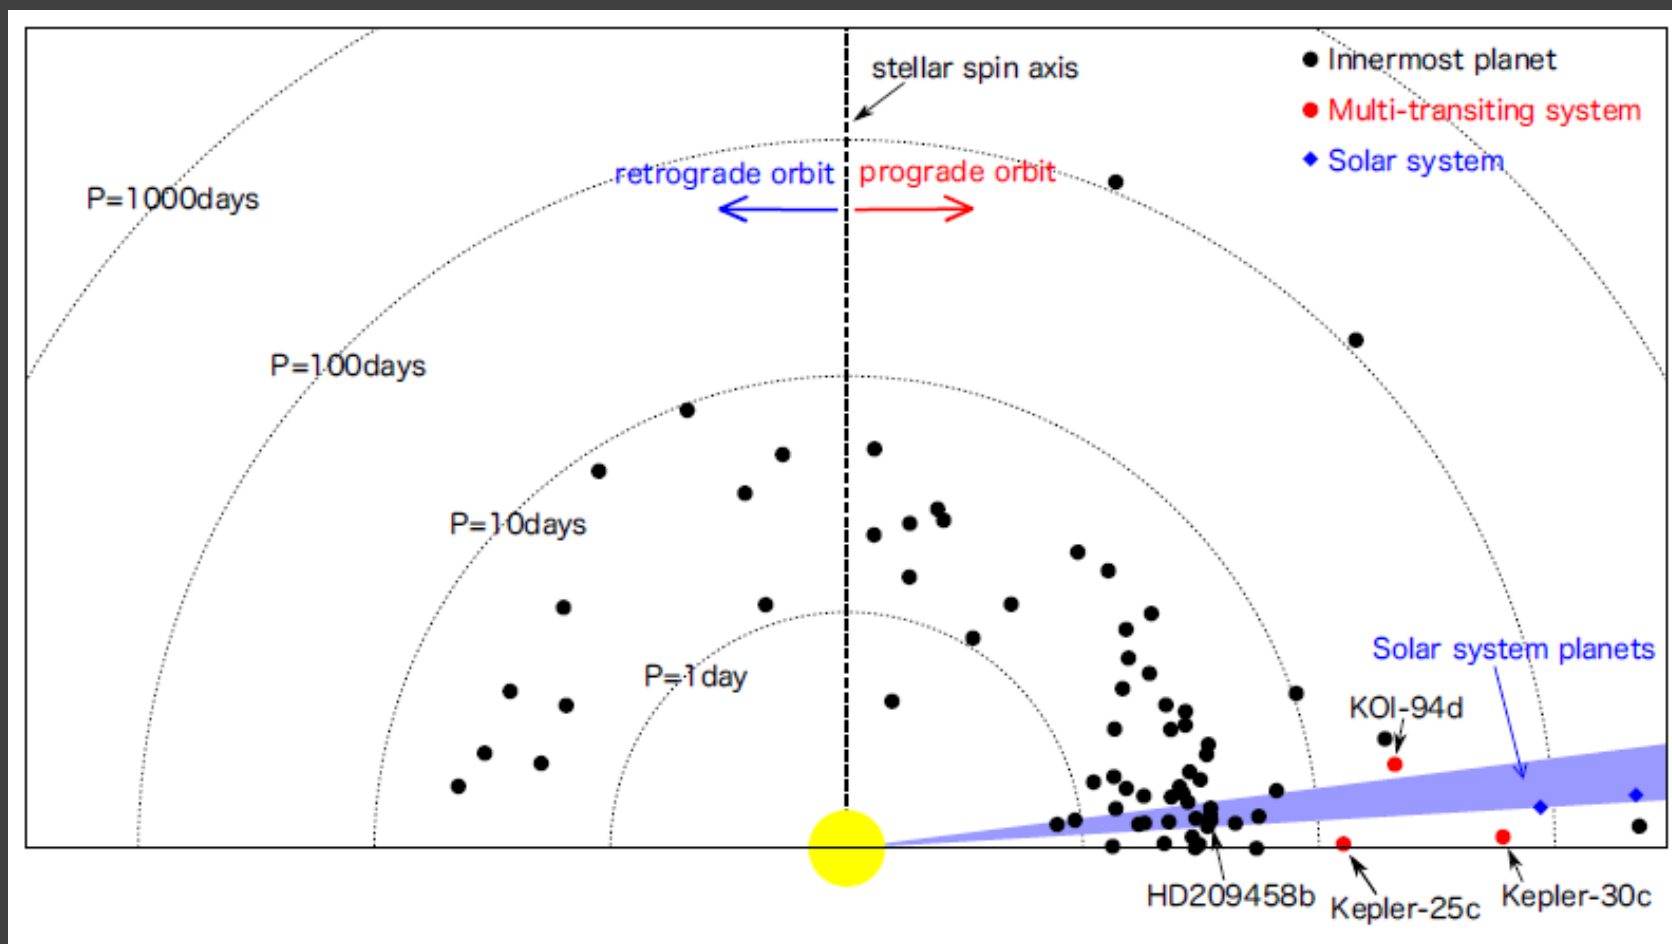 stellar spin axis
Innermost planet
Multi-transiting system
Solar system
retrograde orbit
prograde orbit
P=1000days
P=100days
P=10days
P=1day
Solar system planets
KOI-94d
HD209458b
Kepler-25c
Kepler-30c